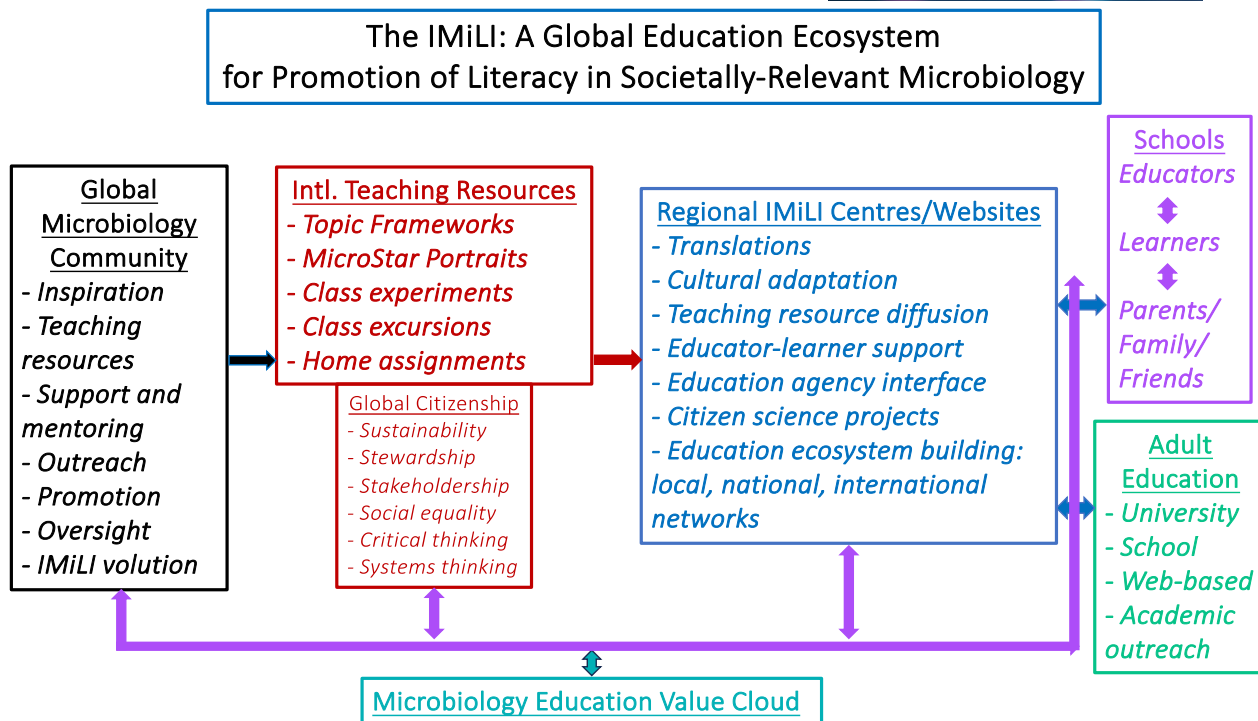 The IMiLI: A Global Education Ecosystem
for Promotion of Literacy in Societally-Relevant Microbiology
Global
Microbiology
Community
- Inspiration
- Teaching
resources
- Support and
mentoring
- Outreach
- Promotion
- Oversight
- IMiLI volution
Intl. Teaching Resources
- Topic Frameworks
- MicroStar Portraits
- Class experiments
- Class excursions
- Home assignments
Global Citizenship
- Sustainability
- Stewardship
- Stakeholdership
- Social equality
- Critical thinking
- Systems thinking
Regional IMiLI Centres/Websites
- Translations
- Cultural adaptation
- Teaching resource diffusion
- Educator-learner support
- Education agency interface
- Citizen science projects
- Education ecosystem building:
local, national, international
networks
Schools
Educators
Learners
Parents/
Family/
Friends
Adult
Education
- University
- School
- Web-based
- Academic
outreach
Microbiology Education Value Cloud